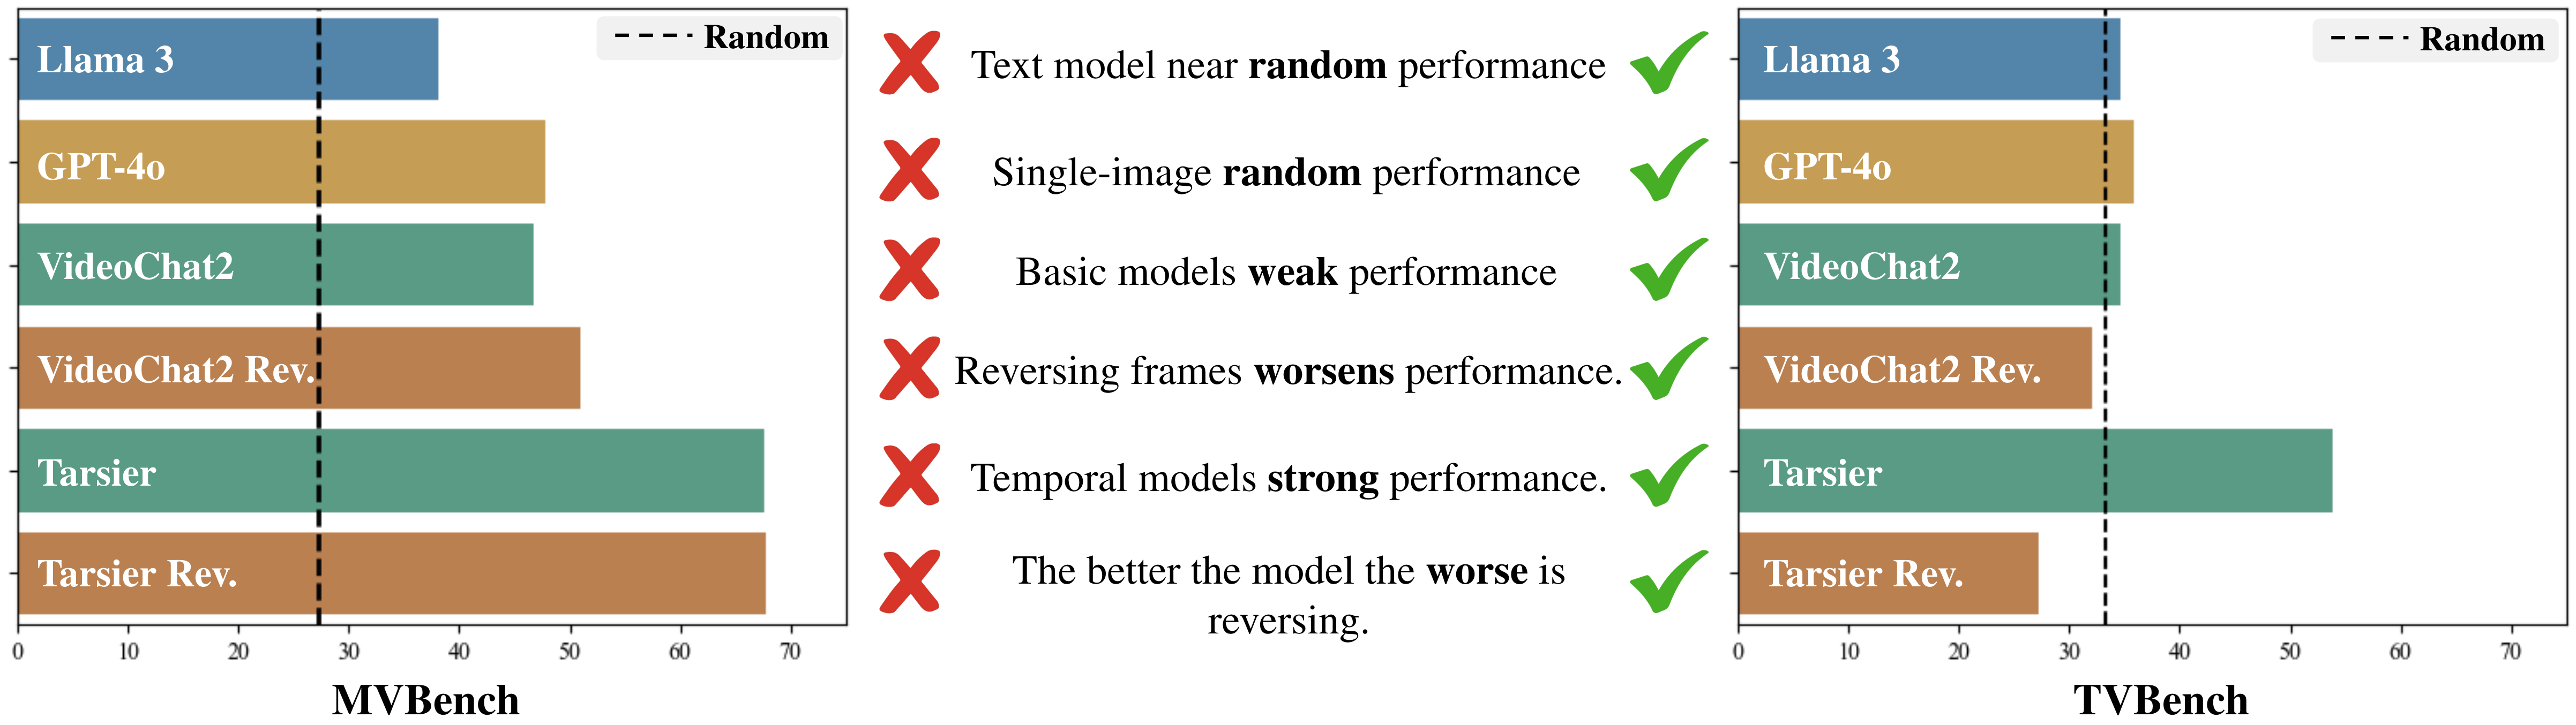 Random
Llama 3
GPT-4o
VideoChat2
VideoChat2 Rev.
Tarsier
Tarsier Rev.
0 10 20 30 40 50 60 70
MVBench
Text model near random performance
Single-image random performance
Basic models weak performance
Reversing frames worsens performance.
Temporal models strong performance.
The better the model the worse is
reversing.
Random
Llama 3
GPT-4o
VideoChat2
VideoChat2 Rev.
Tarsier
Tarsier Rev.
0 10 20 30 40 50 60 70
TVBench